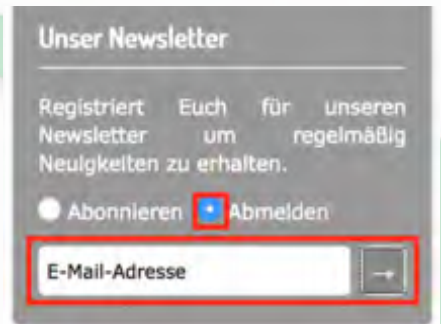 Unser Newsletter
Registriert Euch für unseren
Newsletter um regelmäßig
Neuigkeiten zu erhalten.
Abonnieren Abmelden
E-Mail-Adresse →